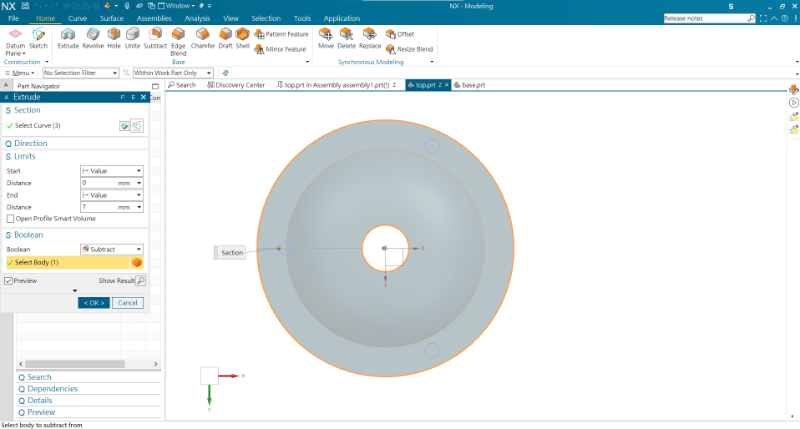 NX
Window
NX - Modeling
File
Home
Curve
Surface
Assemblies
Analysis
View
Selection
Tools
Application
Release notes
Datum Plane
Sketch
Extrude
Revolve
Hole
Unite
Subtract
Edge Blend
Chamfer
Draft
Shell
Pattern Feature
Mirror Feature
Move
Delete
Replace
Offset
Resize Blend
Construction
Base
Synchronous Modeling
Menu
No Selection Filter
Within Work Part Only
Part Navigator
Search
Discovery Center
top.prt in Assembly assembly1.prt(!)
top.prt
base.prt
Extrude
Section
Select Curve (3)
Direction
Limits
Start
Value
Distance
0 mm
End
Value
Distance
7 mm
Open Profile Smart Volume
Boolean
Boolean
Subtract
Select Body (1)
Preview
Show Result
< OK >
Cancel
Section
X
Y
X
Y
Search
Dependencies
Details
Preview
Select body to subtract from